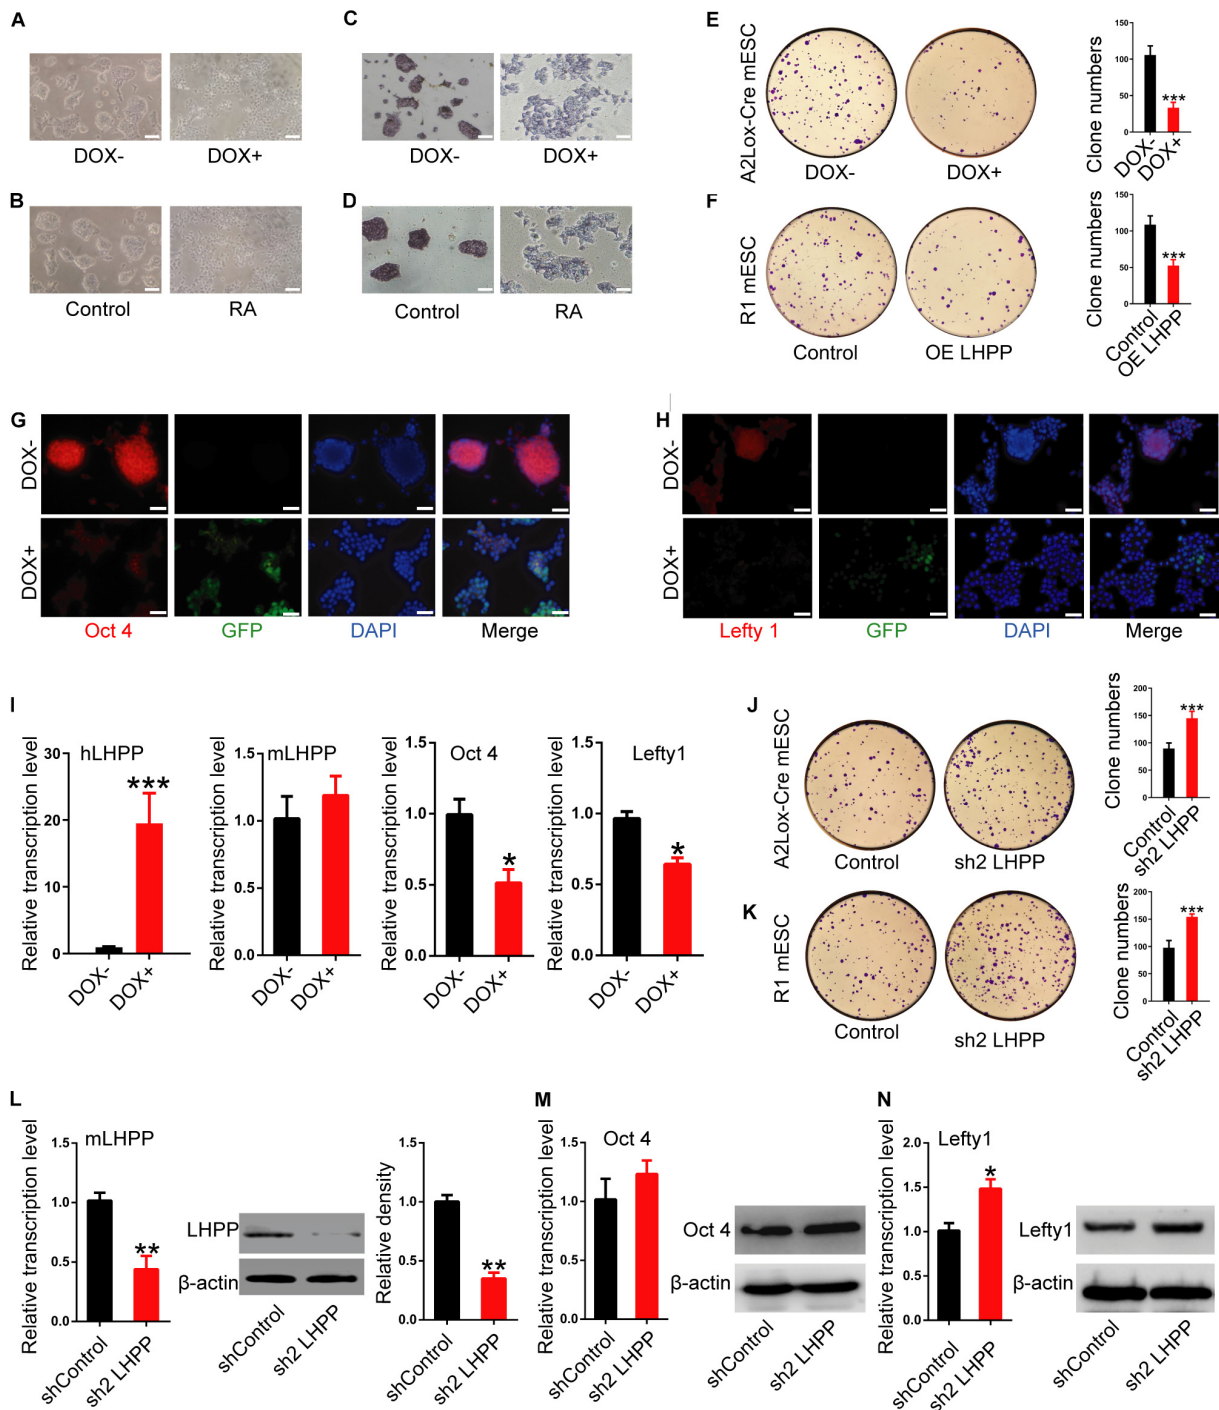 A
DOX-
DOX+
B
Control
RA
C
DOX-
DOX+
D
Control
RA
E
A2Lox-Cre mESC
DOX-
DOX+
Clone numbers
150
100
50
0
***
DOX-
DOX+
F
R1 mESC
Control
OE LHPP
Clone numbers
150
100
50
0
***
Control
OE LHPP
G
DOX-
DOX+
Oct 4
GFP
DAPI
Merge
H
DOX-
DOX+
Lefty 1
GFP
DAPI
Merge
I
Relative transcription level
hLHPP
30
20
10
0
***
DOX-
DOX+
Relative transcription level
mLHPP
1.5
1.0
0.5
0.0
DOX-
DOX+
Relative transcription level
Oct 4
1.5
1.0
0.5
0.0
*
DOX-
DOX+
Relative transcription level
Lefty1
1.5
1.0
0.5
0.0
*
DOX-
DOX+
J
A2Lox-Cre mESC
Control
sh2 LHPP
Clone numbers
200
150
100
50
0
***
Control
sh2 LHPP
K
R1 mESC
Control
sh2 LHPP
Clone numbers
200
150
100
50
0
***
Control
sh2 LHPP
L
Relative transcription level
mLHPP
1.5
1.0
0.5
0.0
**
shControl
sh2 LHPP
LHPP
β-actin
shControl
sh2 LHPP
Relative density
1.5
1.0
0.5
0.0
**
shControl
sh2 LHPP
M
Relative transcription level
Oct 4
1.5
1.0
0.5
0.0
shControl
sh2 LHPP
Oct 4
β-actin
shControl
sh2 LHPP
N
Relative transcription level
Lefty1
2.0
1.5
1.0
0.5
0.0
*
shControl
sh2 LHPP
Lefty1
β-actin
shControl
sh2 LHPP